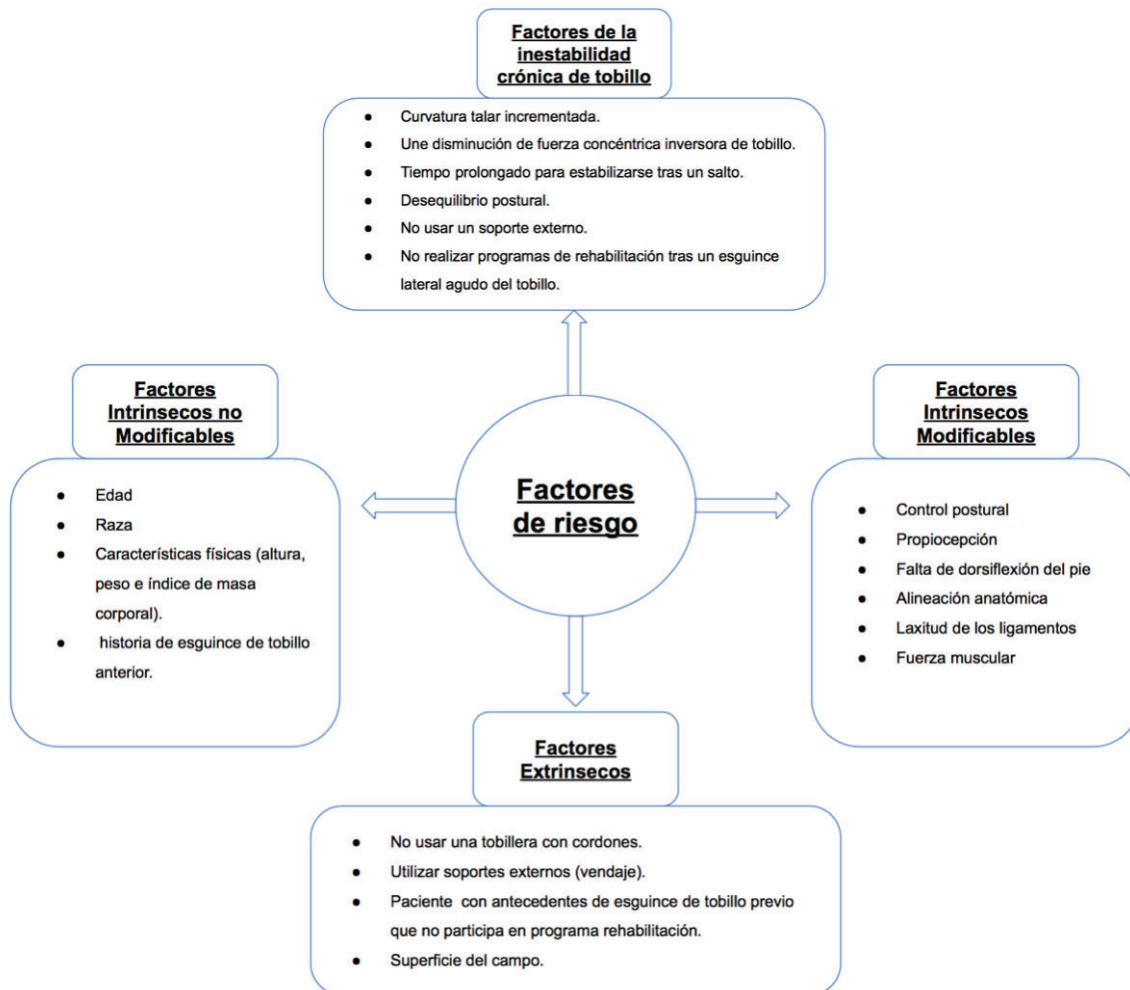 Factores de la
inestabilidad
crónica de tobillo
● Curvatura talar incrementada.
● Une disminución de fuerza concéntrica inversora de tobillo.
● Tiempo prolongado para estabilizarse tras un salto.
● Desequilibrio postural.
● No usar un soporte externo.
● No realizar programas de rehabilitación tras un esguince
lateral agudo del tobillo.
Factores
Intrinsecos no
Modificables
● Edad
● Raza
● Características físicas (altura,
peso e índice de masa
corporal).
● historia de esguince de tobillo
anterior.
Factores
de riesgo
Factores
Intrinsecos
Modificables
● Control postural
● Propiocepción
● Falta de dorsiflexión del pie
● Alineación anatómica
● Laxitud de los ligamentos
● Fuerza muscular
Factores
Extrinsecos
● No usar una tobillera con cordones.
● Utilizar soportes externos (vendaje).
● Paciente con antecedentes de esguince de tobillo previo
que no participa en programa rehabilitación.
● Superficie del campo.